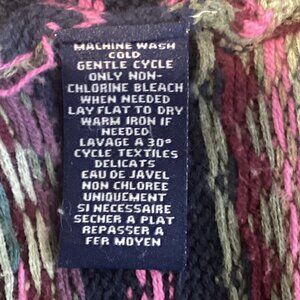 MACHINE WASH
COLD
GENTLE CYCLE
ONLY NON-
CHLORINE BLEACH
WHEN NEEDED
LAY FLAT TO DRY
WARM IRON IF
NEEDED
LAVAGE A 30°
CYCLE TEXTILES
DELICATS
EAU DE JAVEL
NON CHLOREE
UNIQUEMENT
SI NECESSAIRE
SECHER A PLAT
REPASSER A
FER MOYEN